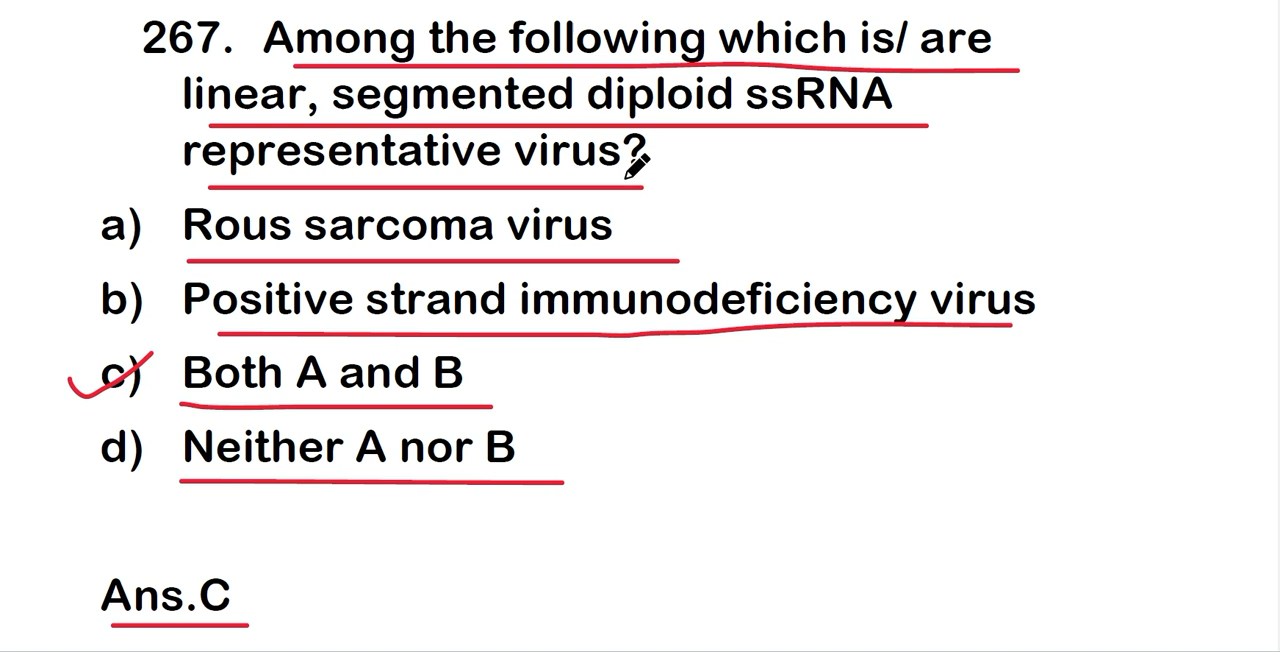 267. Among the following which is/ are
linear, segmented diploid ssRNA
representative virus?
a) Rous sarcoma virus
b) Positive strand immunodeficiency virus
c) Both A and B
d) Neither A nor B
Ans.C